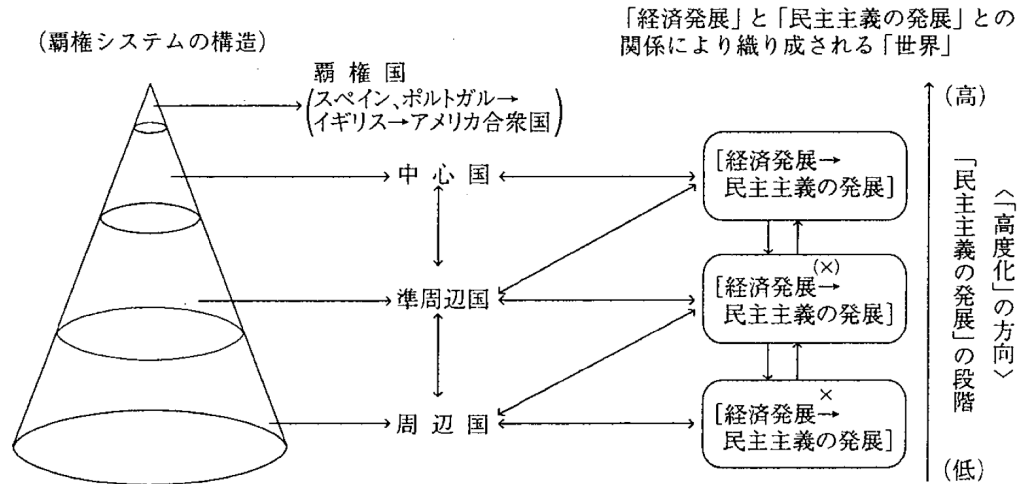 (覇権システムの構造)
覇権国
(スペイン、ポルトガル→
イギリス→アメリカ合衆国)
中心国
準周辺国
周辺国
「経済発展」と「民主主義の発展」との
関係により織り成される「世界」
[経済発展→
民主主義の発展]
(×)
[経済発展→
民主主義の発展]
×
[経済発展→
民主主義の発展]
(高)
「民主主義の発展」の段階
〈「高度化」の方向〉
(低)